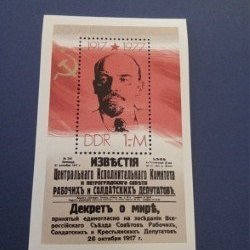 1917 ★ 1977
DDR 1,-M
ИЗВѢСТІЯ
Центральнаго Исполнительнаго Комитета
и петроградскаго совѣта
РАБОЧИХЪ и СОЛДАТСКИХЪ ДЕПУТАТОВЪ.
Декретъ о мирѣ,
принятый единогласно на засѣданіи Все-
россійскаго Съѣзда Совѣтовъ Рабочихъ,
Солдатскихъ и Крестьянскихъ Депутатовъ
26 октября 1917 г.